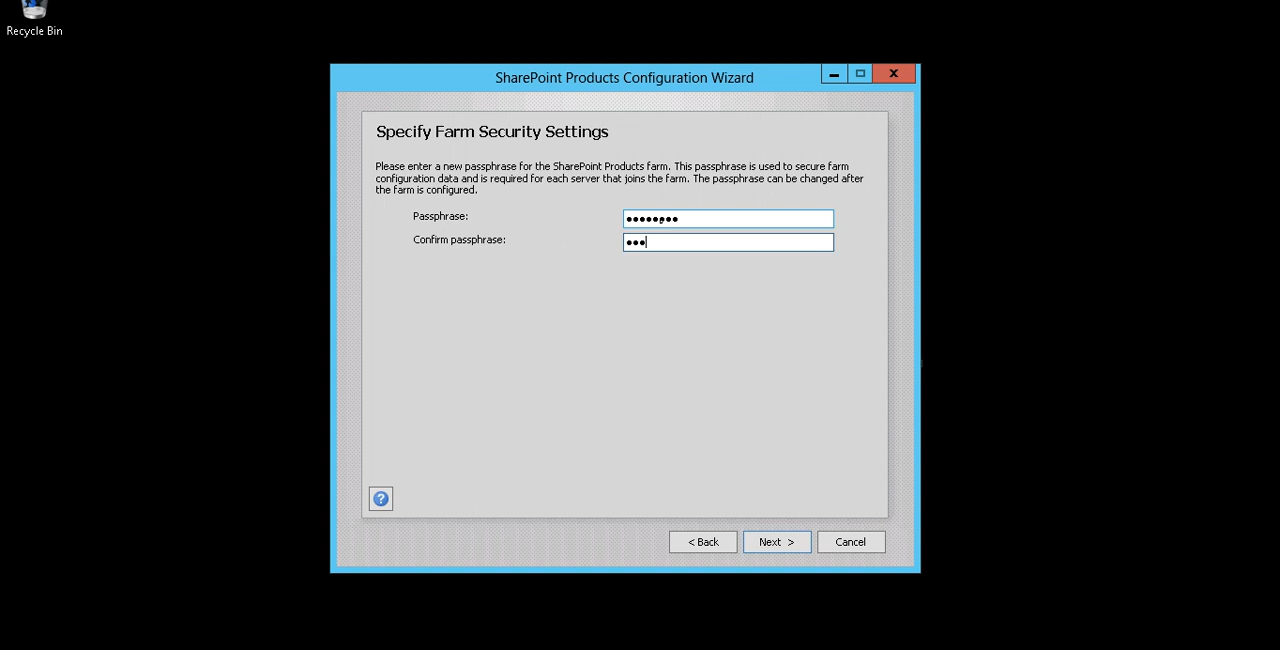 Recycle Bin
SharePoint Products Configuration Wizard
Specify Farm Security Settings
Please enter a new passphrase for the SharePoint Products farm. This passphrase is used to secure farm
configuration data and is required for each server that joins the farm. The passphrase can be changed after
the farm is configured.
Passphrase: ••••••••
Confirm passphrase: •••
?
< Back Next > Cancel